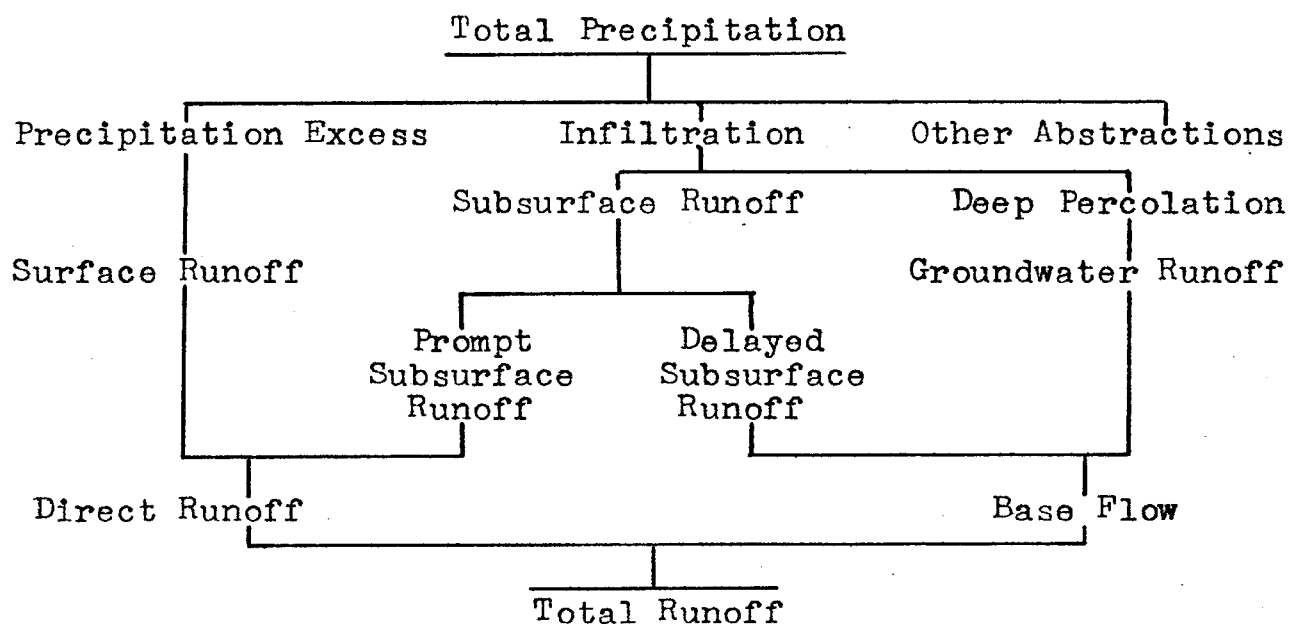 Total Precipitation
Precipitation Excess
Infiltration
Other Abstractions
Subsurface Runoff
Deep Percolation
Surface Runoff
Groundwater Runoff
Prompt
Subsurface
Runoff
Delayed
Subsurface
Runoff
Direct Runoff
Base Flow
Total Runoff